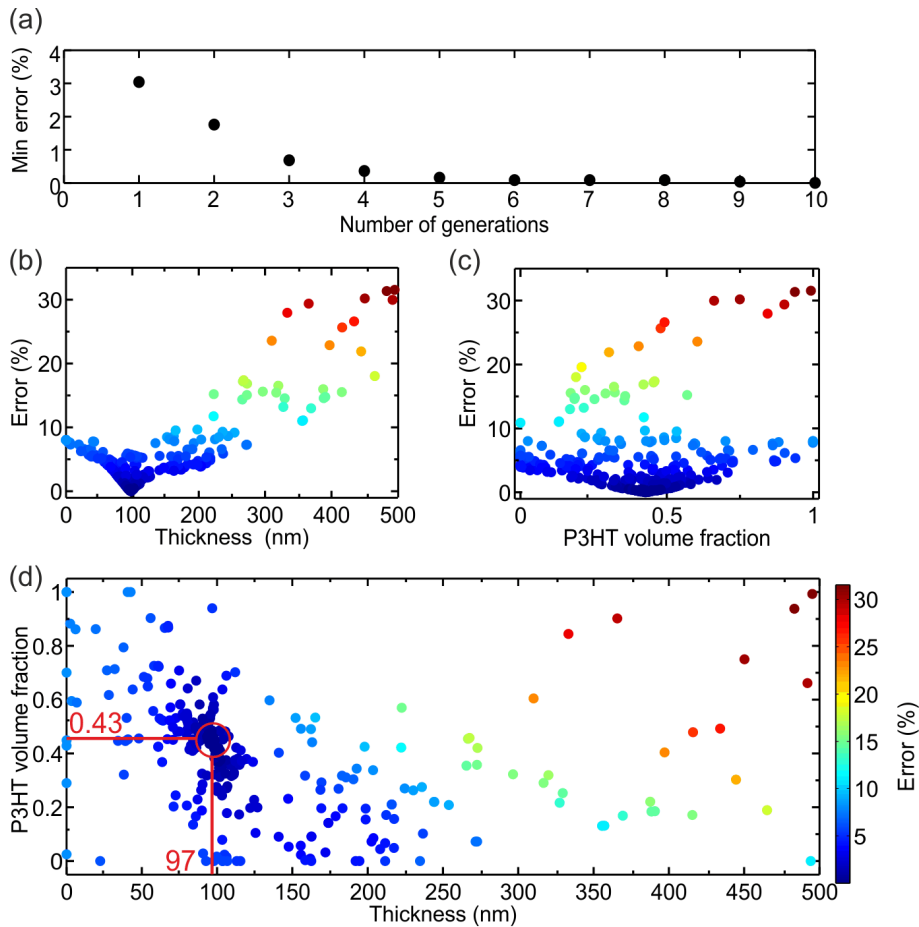 (a)
4
3
2
1
0
Min error (%)
0 1 2 3 4 5 6 7 8 9 10
Number of generations
(b)
30
20
10
0
Error (%)
0 100 200 300 400 500
Thickness (nm)
(c)
30
20
10
0
Error (%)
0 0.5 1
P3HT volume fraction
(d)
1
0.8
0.6
0.4
0.2
0
P3HT volume fraction
0.43
97
0 50 100 150 200 250 300 350 400 450 500
Thickness (nm)
30
25
20
15
10
5
Error (%)